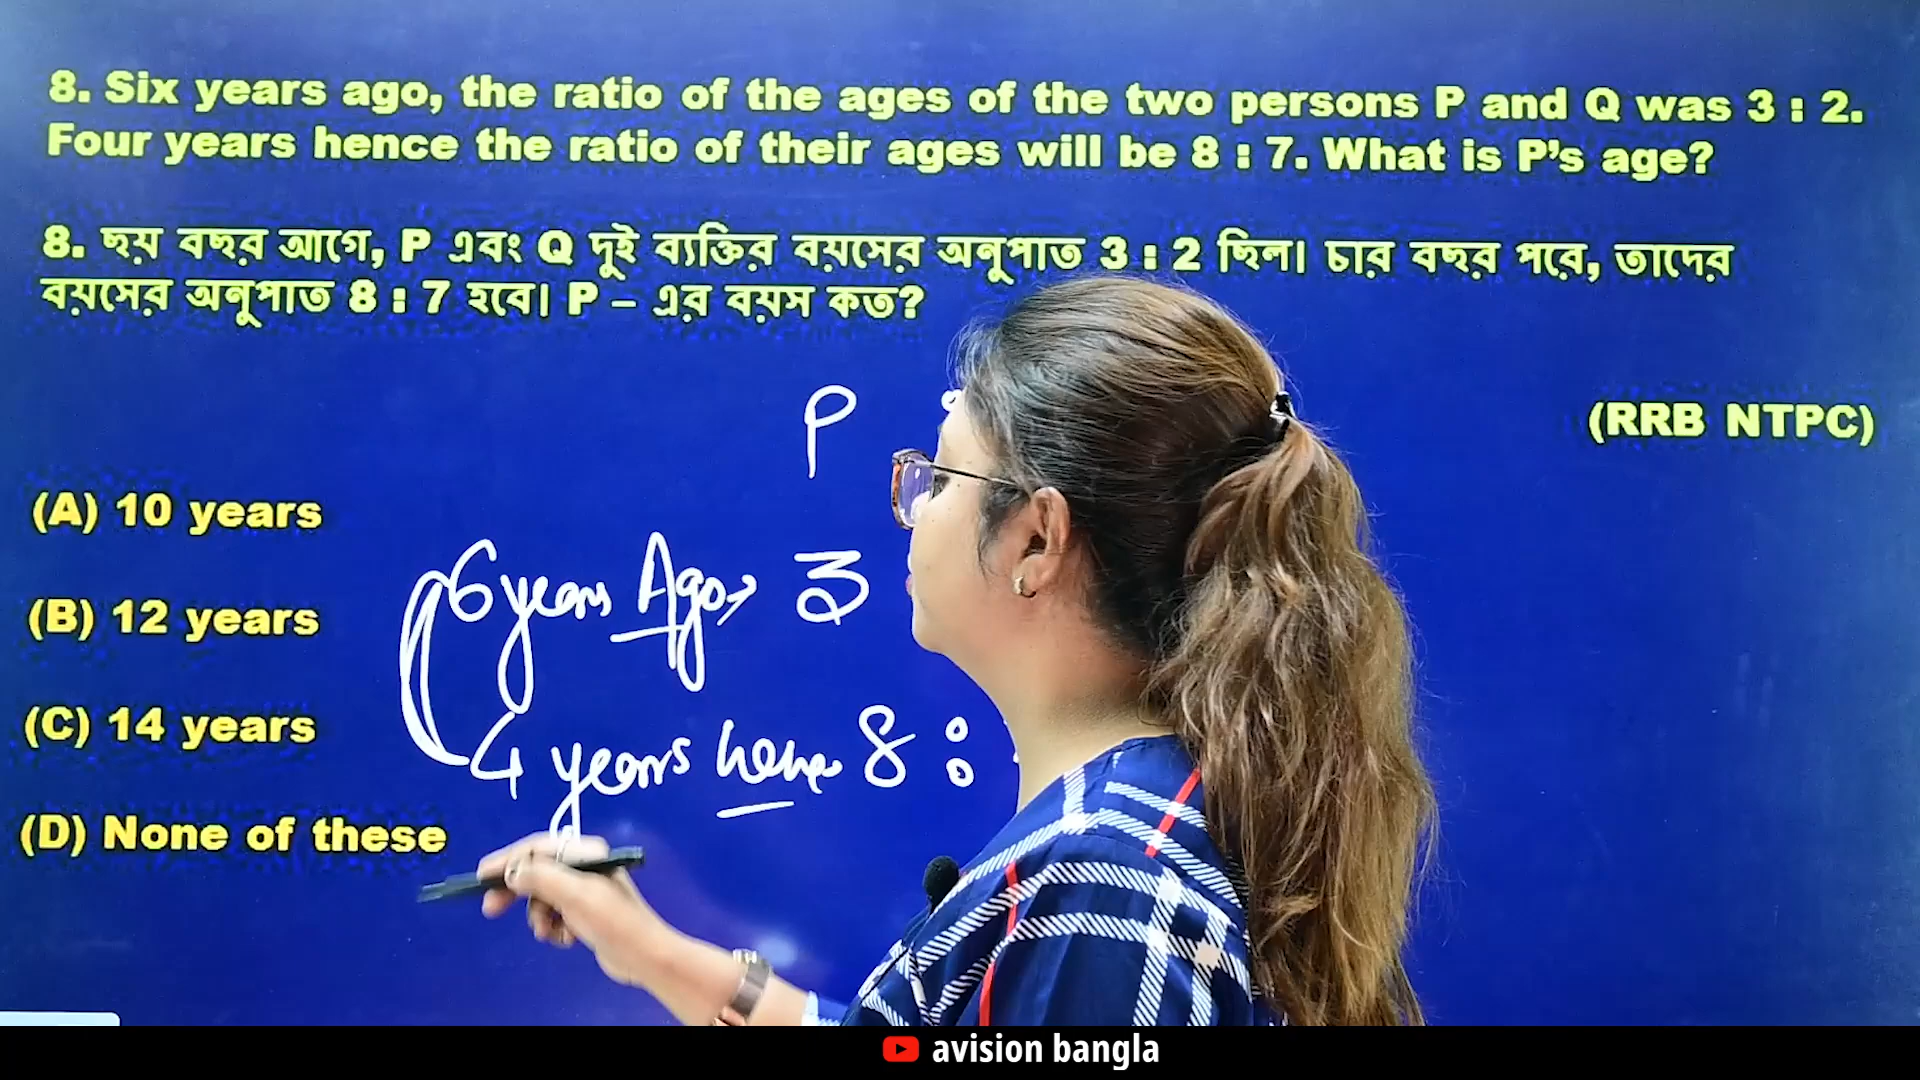 8. Six years ago, the ratio of the ages of the two persons P and Q was 3 : 2.
Four years hence the ratio of their ages will be 8 : 7. What is P's age?
8. ছয় বছর আগে, P এবং Q দুই ব্যক্তির বয়সের অনুপাত 3 : 2 ছিল। চার বছর পরে, তাদের
বয়সের অনুপাত 8 : 7 হবে। P – এর বয়স কত?
P :
(RRB NTPC)
(A) 10 years
6 years Ago 3
(B) 12 years
(C) 14 years
4 years hence 8 :
(D) None of these
avision bangla